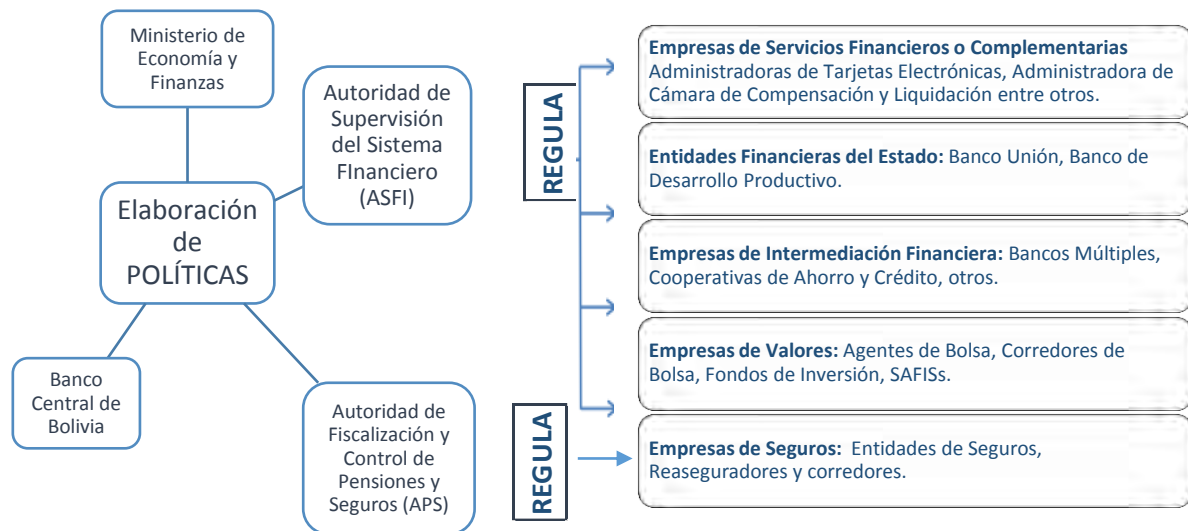 Ministerio de
Economía y
Finanzas
Autoridad de
Supervisión
del Sistema
FInanciero
(ASFI)
Elaboración
de
POLÍTICAS
Banco
Central de
Bolivia
Autoridad de
Fiscalización y
Control de
Pensiones y
Seguros (APS)
REGULA
Empresas de Servicios Financieros o Complementarias
Administradoras de Tarjetas Electrónicas, Administradora de
Cámara de Compensación y Liquidación entre otros.
Entidades Financieras del Estado: Banco Unión, Banco de
Desarrollo Productivo.
Empresas de Intermediación Financiera: Bancos Múltiples,
Cooperativas de Ahorro y Crédito, otros.
Empresas de Valores: Agentes de Bolsa, Corredores de
Bolsa, Fondos de Inversión, SAFISs.
REGULA
Empresas de Seguros: Entidades de Seguros,
Reaseguradores y corredores.